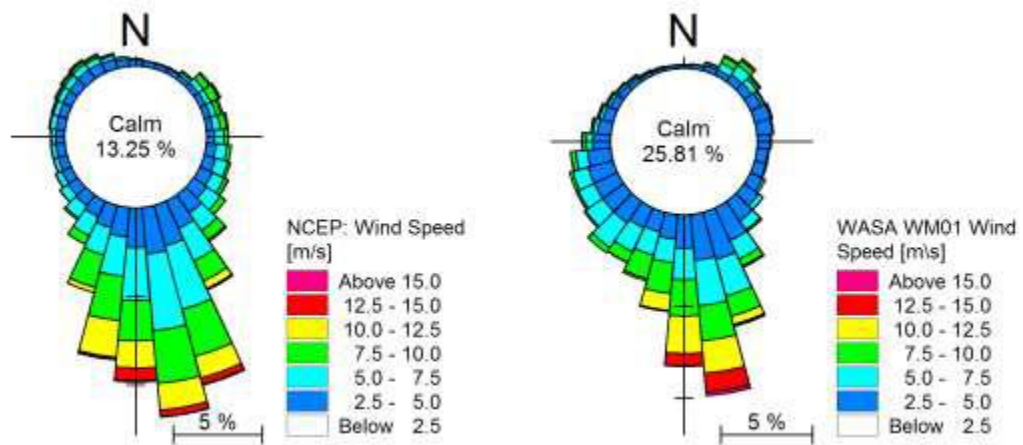 N
Calm
13.25 %
NCEP: Wind Speed
[m/s]
Above 15.0
12.5 - 15.0
10.0 - 12.5
7.5 - 10.0
5.0 - 7.5
2.5 - 5.0
Below 2.5
5 %
N
Calm
25.81 %
WASA WM01 Wind
Speed [m\s]
Above 15.0
12.5 - 15.0
10.0 - 12.5
7.5 - 10.0
5.0 - 7.5
2.5 - 5.0
Below 2.5
5 %